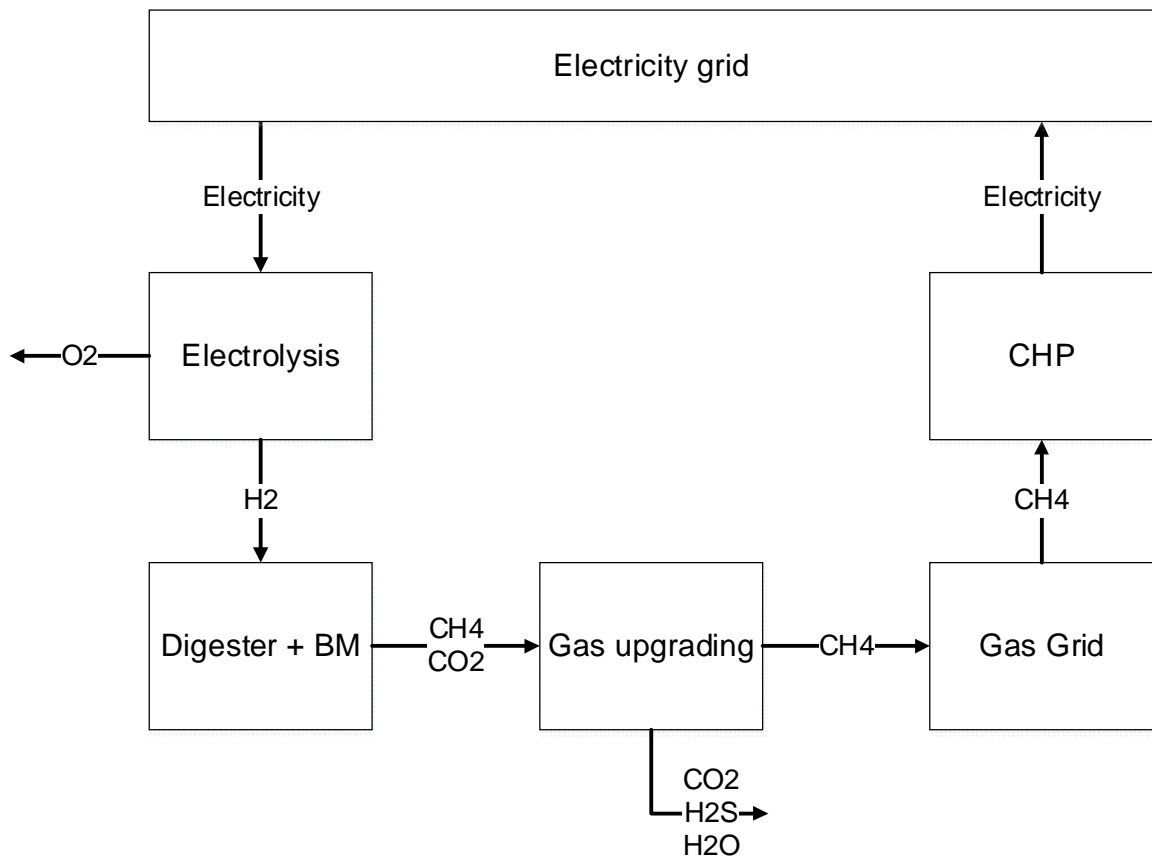 Electricity grid
Electricity
Electricity
Electrolysis
CHP
O2
H2
CH4
Digester + BM
CH4
CO2
Gas upgrading
CH4
Gas Grid
CO2
H2S
H2O